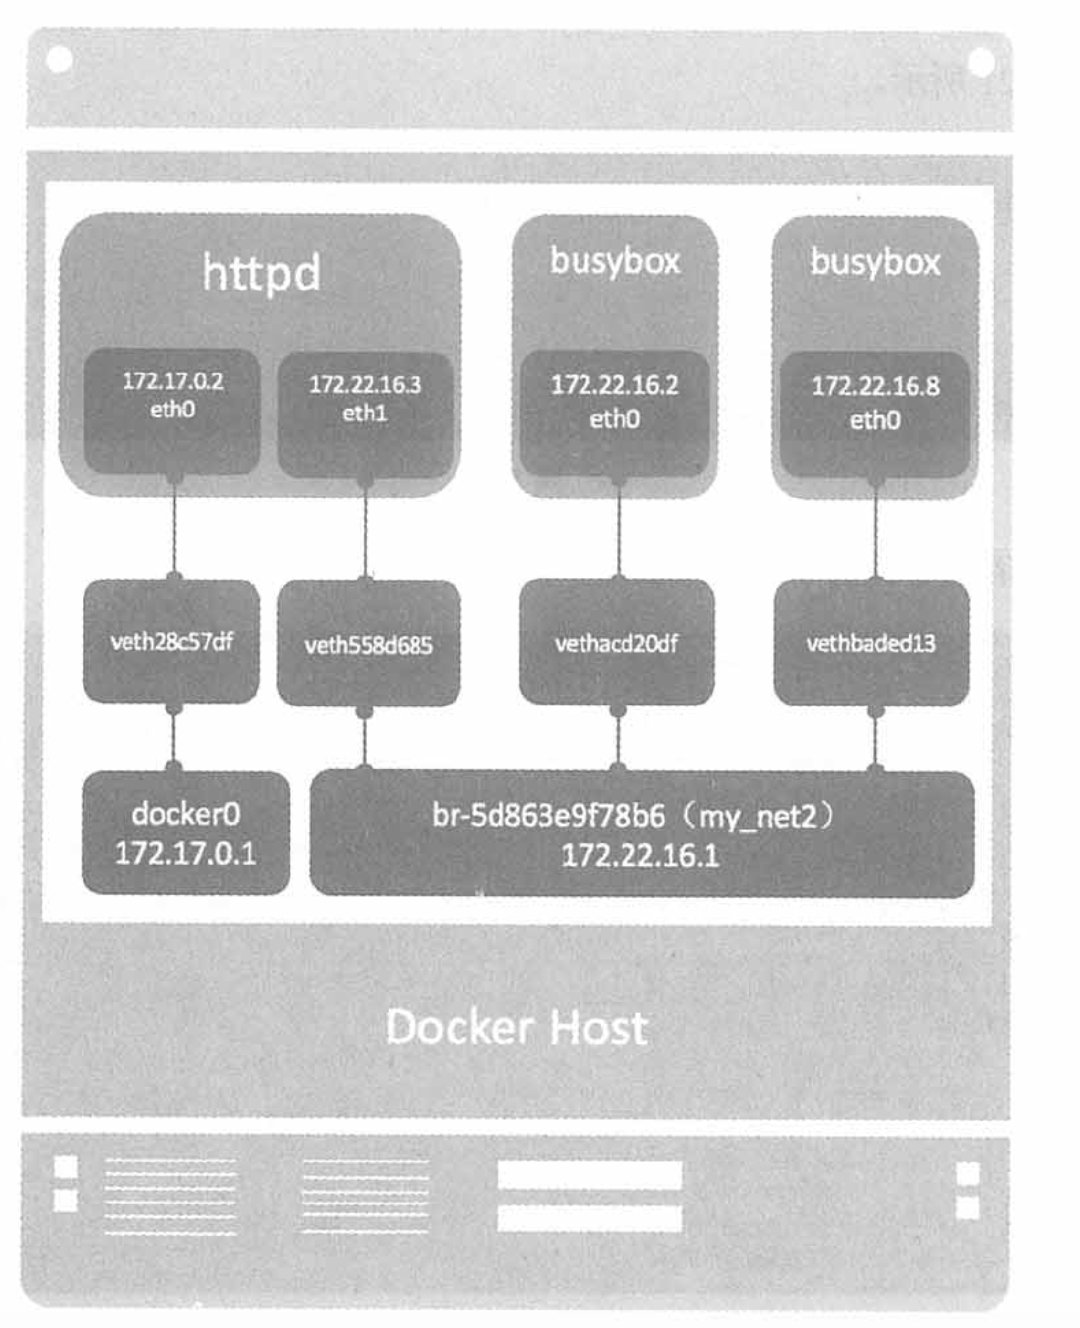 httpd
172.17.0.2
eth0
172.22.16.3
eth1
busybox
172.22.16.2
eth0
busybox
172.22.16.8
eth0
veth28c57df
veth558d685
vethacd20df
vethbaded13
docker0
172.17.0.1
br-5d863e9f78b6（my_net2）
172.22.16.1
Docker Host